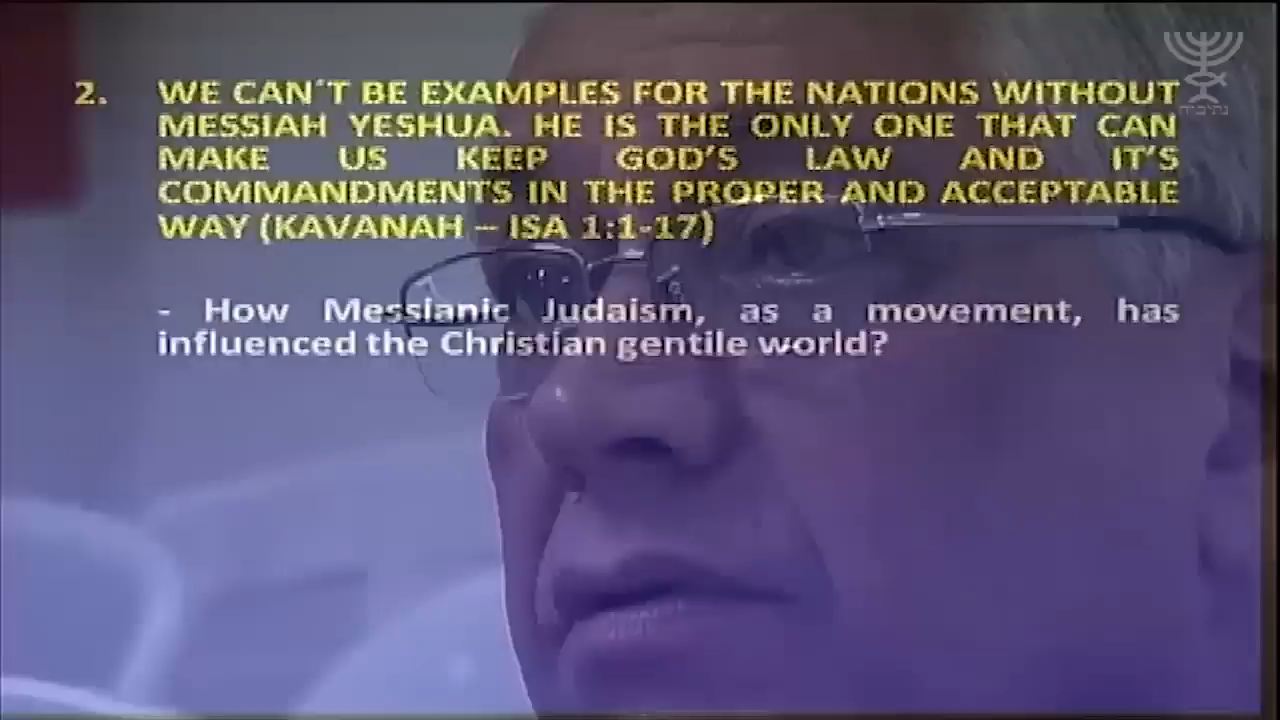 2. WE CAN´T BE EXAMPLES FOR THE NATIONS WITHOUT
MESSIAH YESHUA. HE IS THE ONLY ONE THAT CAN
MAKE US KEEP GOD'S LAW AND IT'S
COMMANDMENTS IN THE PROPER AND ACCEPTABLE
WAY (KAVANAH – ISA 1:1-17)
- How Messianic Judaism, as a movement, has
influenced the Christian gentile world?
נתיביה